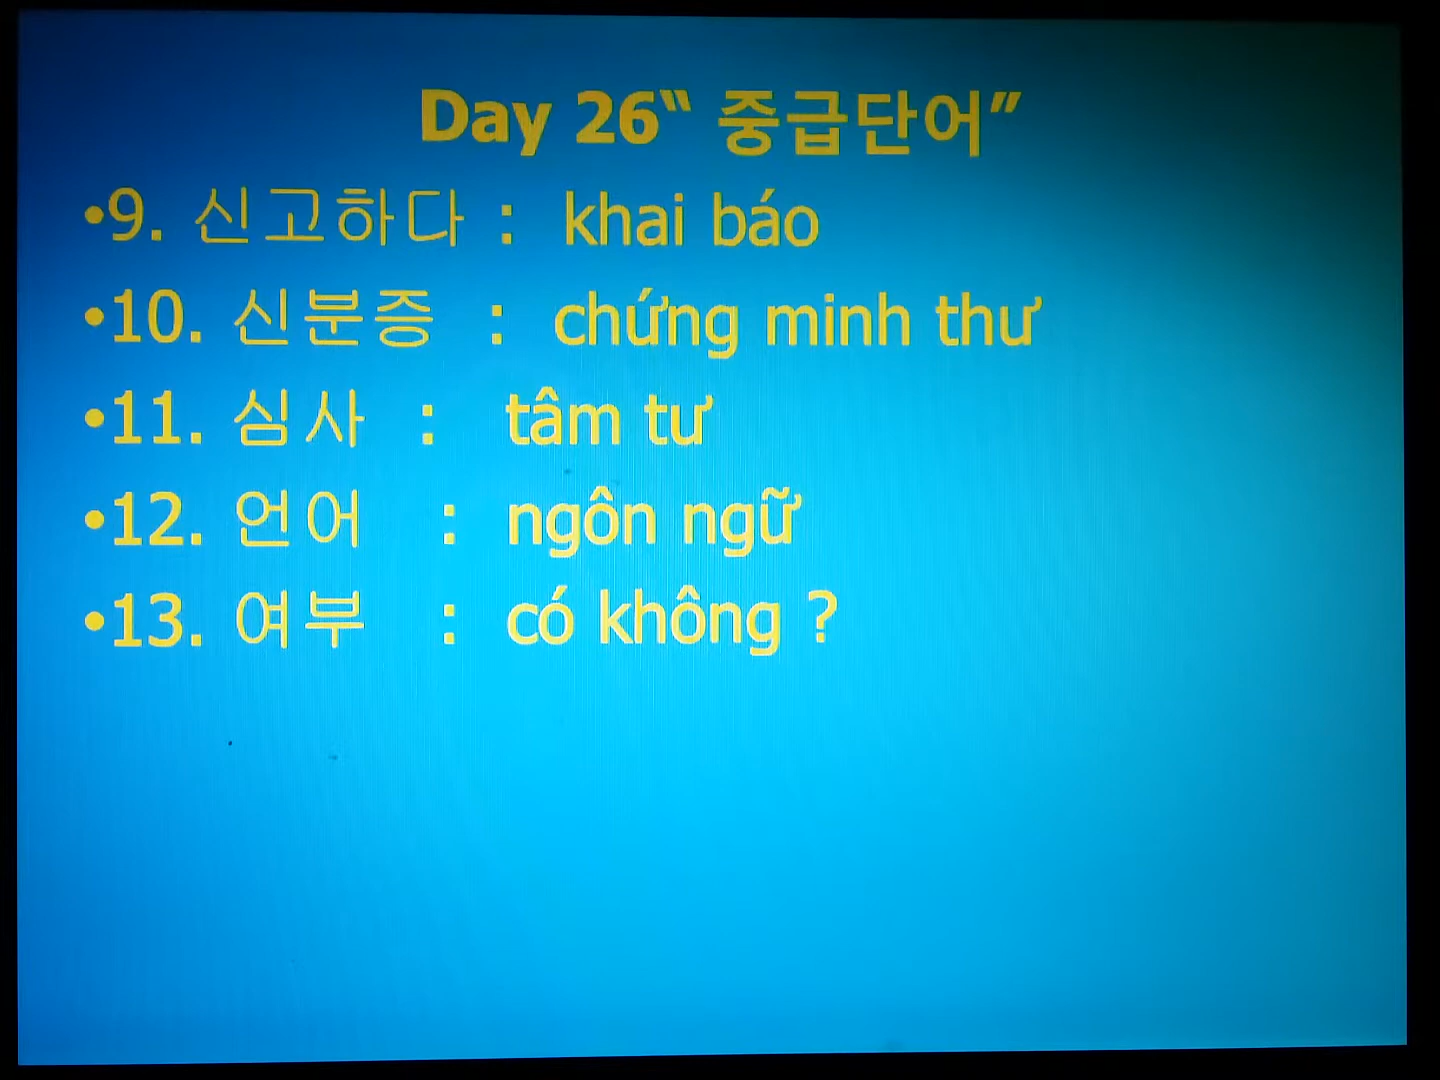 Day 26“ 중급단어”
•9. 신고하다 : khai báo
•10. 신분증 : chứng minh thư
•11. 심사 : tâm tư
•12. 언어 : ngôn ngữ
•13. 여부 : có không ?